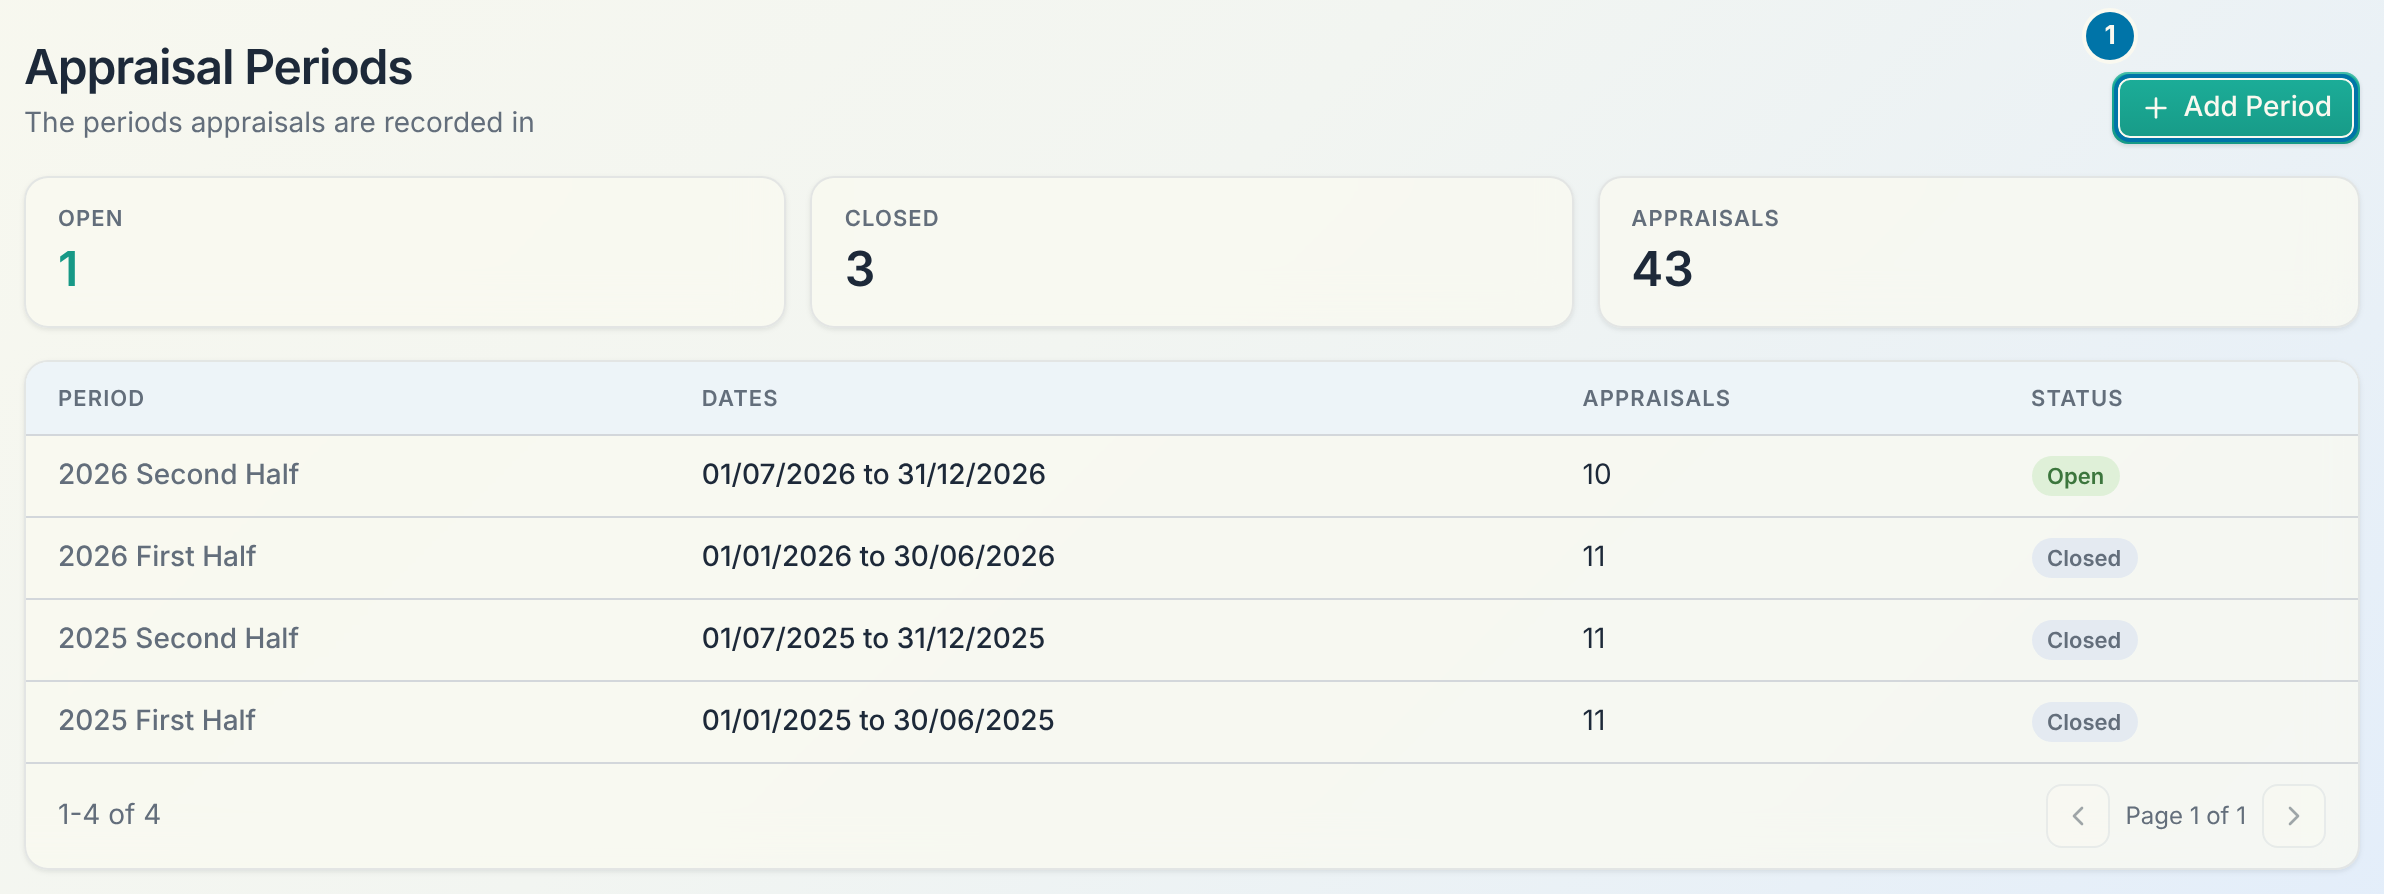 1
Appraisal Periods
The periods appraisals are recorded in
+ Add Period
OPEN
1
CLOSED
3
APPRAISALS
43
PERIOD DATES APPRAISALS STATUS
2026 Second Half 01/07/2026 to 31/12/2026 10 Open
2026 First Half 01/01/2026 to 30/06/2026 11 Closed
2025 Second Half 01/07/2025 to 31/12/2025 11 Closed
2025 First Half 01/01/2025 to 30/06/2025 11 Closed
1-4 of 4 Page 1 of 1